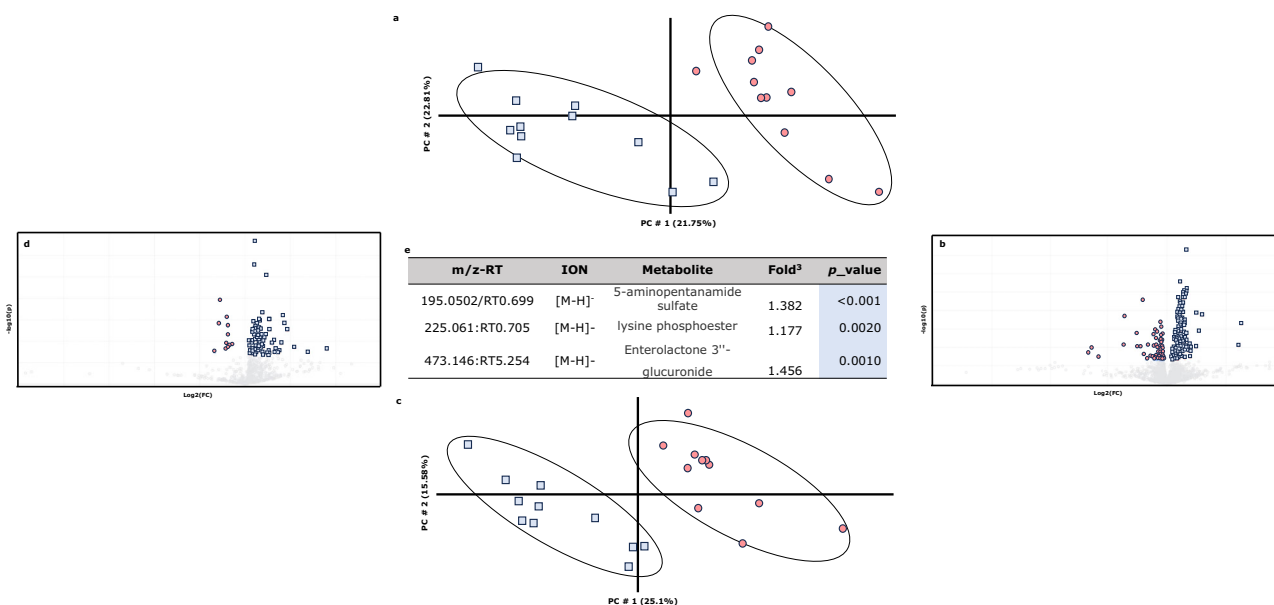 a
PC # 2 (22.81%)
PC # 1 (21.75%)
d
-log10(p)
Log2(FC)
e
m/z-RT ION Metabolite Fold³ p_value
195.0502/RT0.699 [M-H]⁻ 5-aminopentanamide sulfate 1.382 <0.001
225.061:RT0.705 [M-H]- lysine phosphoester 1.177 0.0020
473.146:RT5.254 [M-H]- Enterolactone 3''-glucuronide 1.456 0.0010
b
-log10(p)
Log2(FC)
c
PC # 2 (15.58%)
PC # 1 (25.1%)